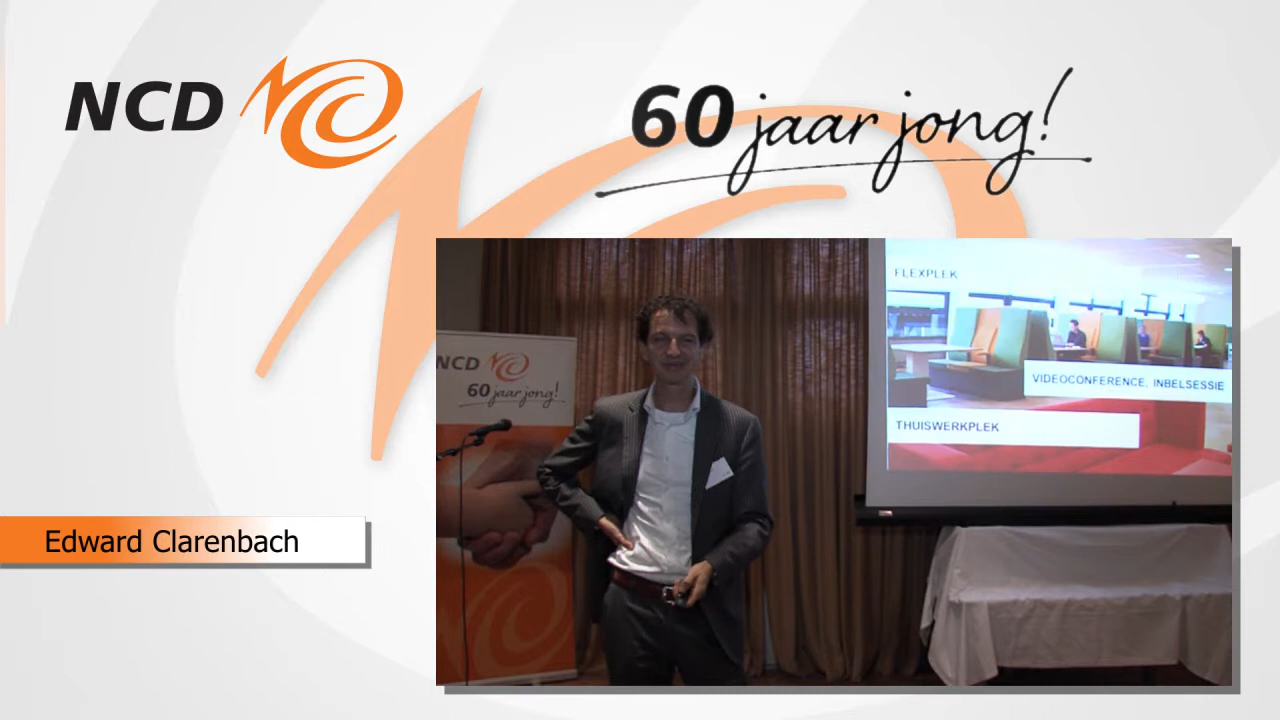 NCD
60 jaar jong!
FLEXPLEK
VIDEOCONFERENCE, INBELSESSIE
THUISWERKPLEK
NCD
60 jaar jong!
Edward Clarenbach